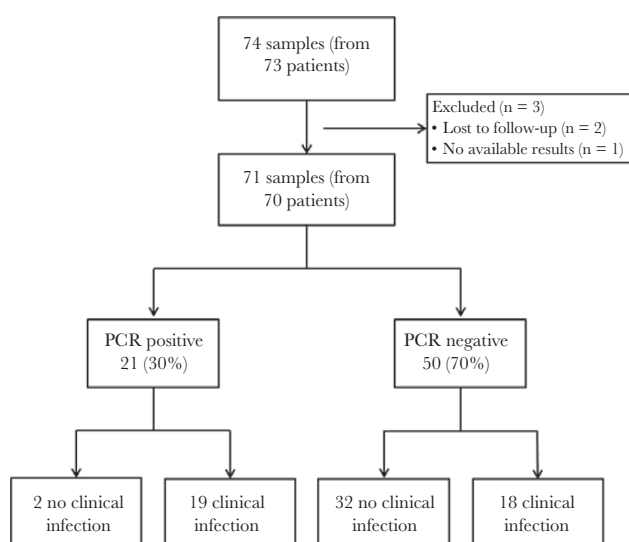 74 samples (from
73 patients)
Excluded (n = 3)
• Lost to follow-up (n = 2)
• No available results (n = 1)
71 samples (from
70 patients)
PCR positive
21 (30%)
PCR negative
50 (70%)
2 no clinical
infection
19 clinical
infection
32 no clinical
infection
18 clinical
infection